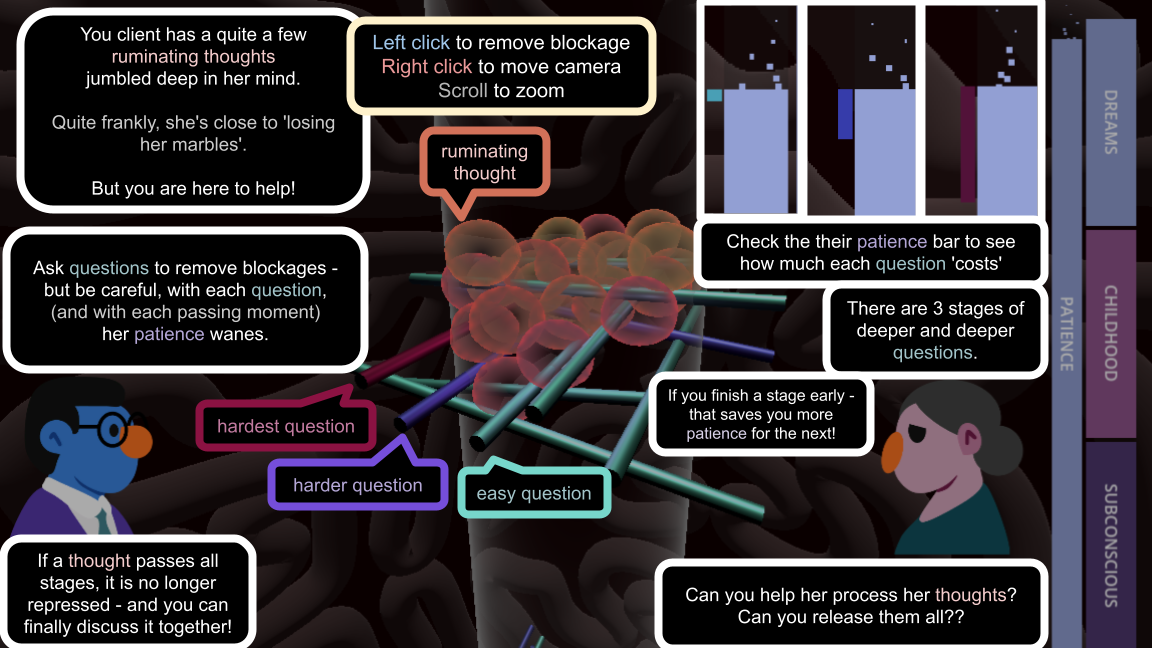 You client has a quite a few
ruminating thoughts
jumbled deep in her mind.
Quite frankly, she's close to 'losing
her marbles'.
But you are here to help!
Left click to remove blockage
Right click to move camera
Scroll to zoom
ruminating
thought
Ask questions to remove blockages -
but be careful, with each question,
(and with each passing moment)
her patience wanes.
Check the their patience bar to see
how much each question 'costs'
There are 3 stages of
deeper and deeper
questions.
If you finish a stage early -
that saves you more
patience for the next!
hardest question
harder question
easy question
If a thought passes all
stages, it is no longer
repressed - and you can
finally discuss it together!
Can you help her process her thoughts?
Can you release them all??
PATIENCE
DREAMS
CHILDHOOD
SUBCONSCIOUS